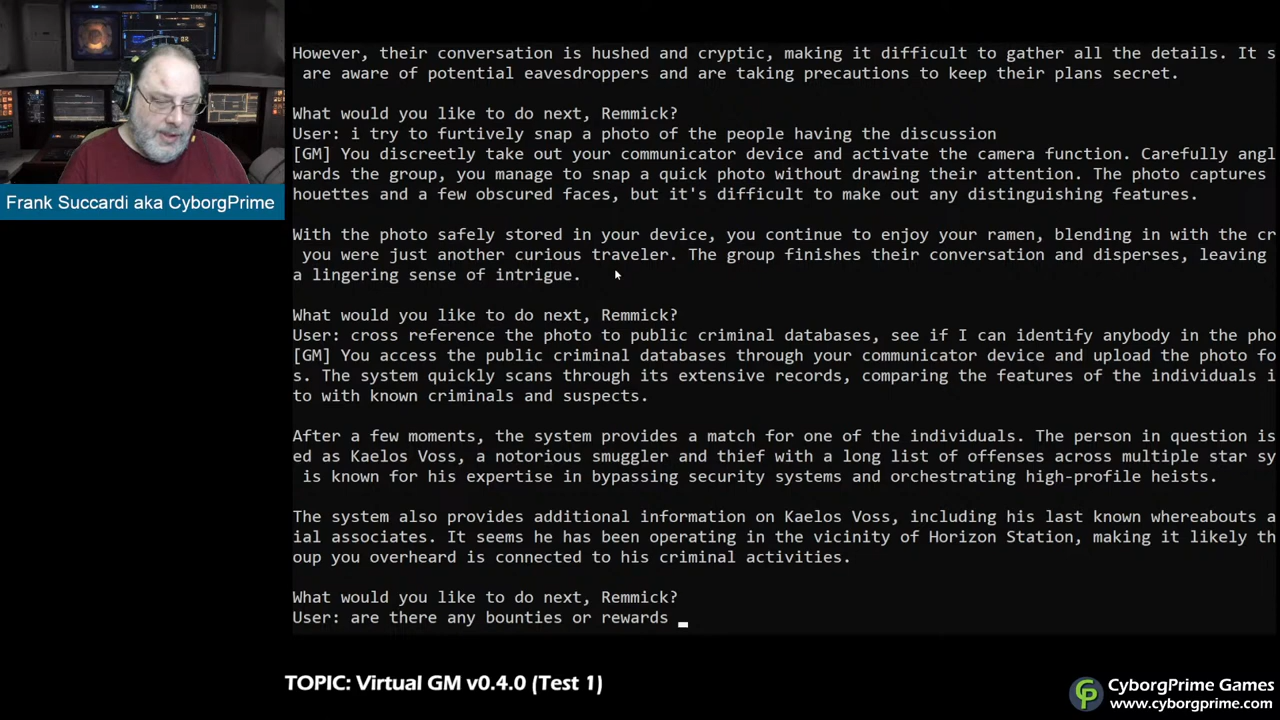 However, their conversation is hushed and cryptic, making it difficult to gather all the details. It s
are aware of potential eavesdroppers and are taking precautions to keep their plans secret.
What would you like to do next, Remmick?
User: i try to furtively snap a photo of the people having the discussion
[GM] You discreetly take out your communicator device and activate the camera function. Carefully angl
wards the group, you manage to snap a quick photo without drawing their attention. The photo captures
houettes and a few obscured faces, but it's difficult to make out any distinguishing features.
With the photo safely stored in your device, you continue to enjoy your ramen, blending in with the cr
you were just another curious traveler. The group finishes their conversation and disperses, leaving
a lingering sense of intrigue.
What would you like to do next, Remmick?
User: cross reference the photo to public criminal databases, see if I can identify anybody in the pho
[GM] You access the public criminal databases through your communicator device and upload the photo fo
s. The system quickly scans through its extensive records, comparing the features of the individuals i
to with known criminals and suspects.
After a few moments, the system provides a match for one of the individuals. The person in question is
ed as Kaelos Voss, a notorious smuggler and thief with a long list of offenses across multiple star sy
is known for his expertise in bypassing security systems and orchestrating high-profile heists.
The system also provides additional information on Kaelos Voss, including his last known whereabouts a
ial associates. It seems he has been operating in the vicinity of Horizon Station, making it likely th
oup you overheard is connected to his criminal activities.
What would you like to do next, Remmick?
User: are there any bounties or rewards
Frank Succardi aka CyborgPrime
TOPIC: Virtual GM v0.4.0 (Test 1)
CyborgPrime Games
www.cyborgprime.com